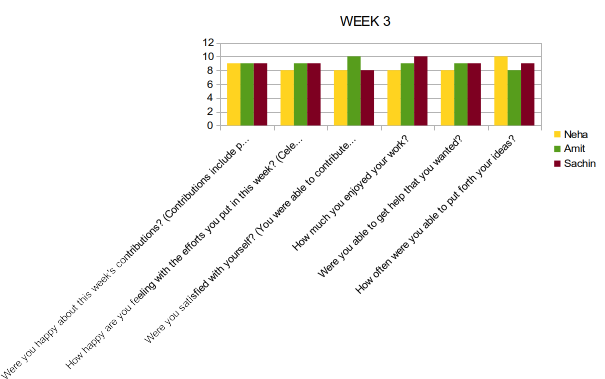 WEEK 3
12
10
8
6
4
2
0
Neha
Amit
Sachin
Were you happy about this week's contributions? (Contributions include p...
How happy are you feeling with the efforts you put in this week? (Cele...
Were you satisfied with yourself? (You were able to contribute...
How much you enjoyed your work?
Were you able to get help that you wanted?
How often were you able to put forth your ideas?